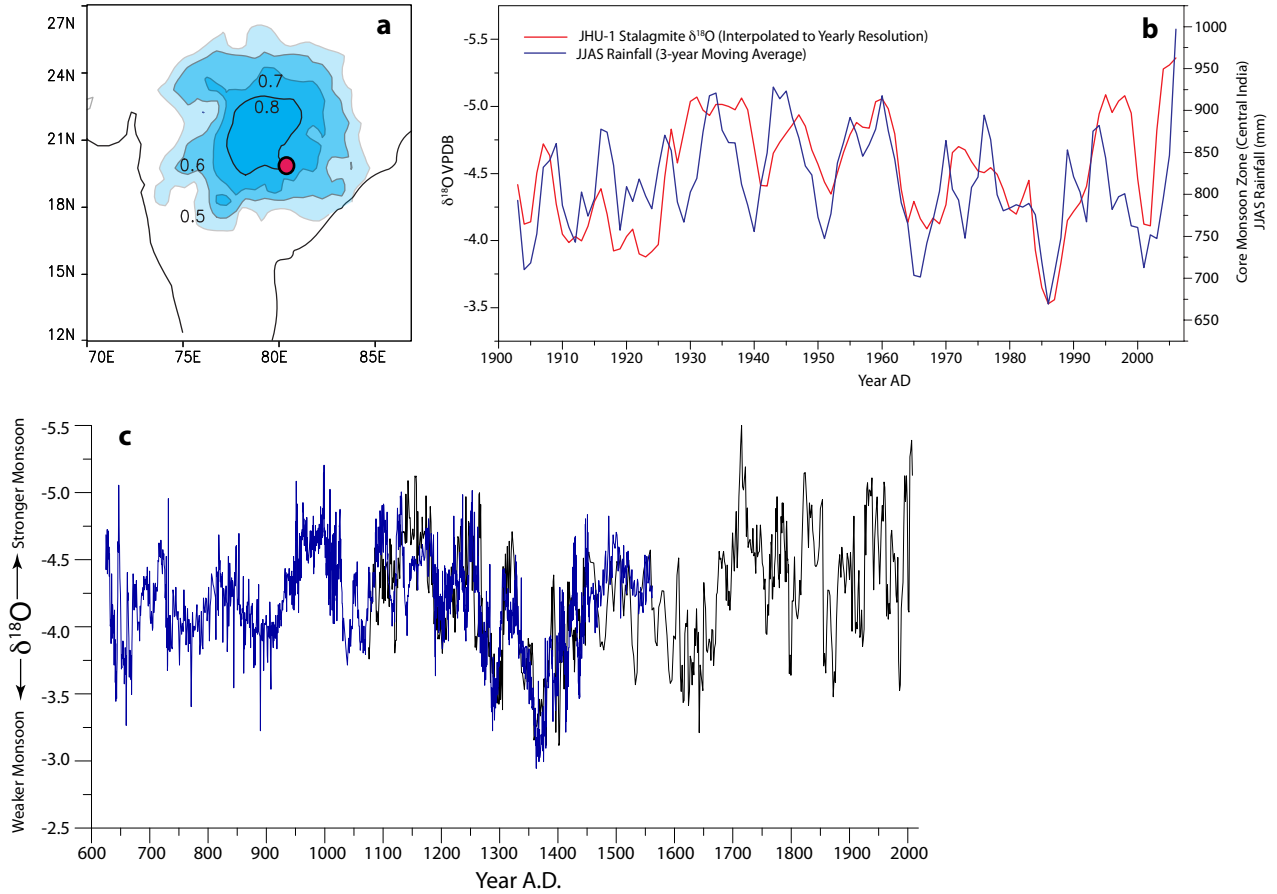 a
27N
24N
21N
18N
15N
12N
0.7
0.8
0.6
0.5
70E 75E 80E 85E
b
JHU-1 Stalagmite δ18O (Interpolated to Yearly Resolution)
JJAS Rainfall (3-year Moving Average)
-5.5
-5.0
-4.5
-4.0
-3.5
δ18O VPDB
1000
950
900
850
800
750
700
650
Core Monsoon Zone (Central India)
JJAS Rainfall (mm)
1900 1910 1920 1930 1940 1950 1960 1970 1980 1990 2000
Year AD
c
-5.5
-5.0
-4.5
-4.0
-3.5
-3.0
-2.5
Weaker Monsoon ← δ18O → Stronger Monsoon
600 700 800 900 1000 1100 1200 1300 1400 1500 1600 1700 1800 1900 2000
Year A.D.